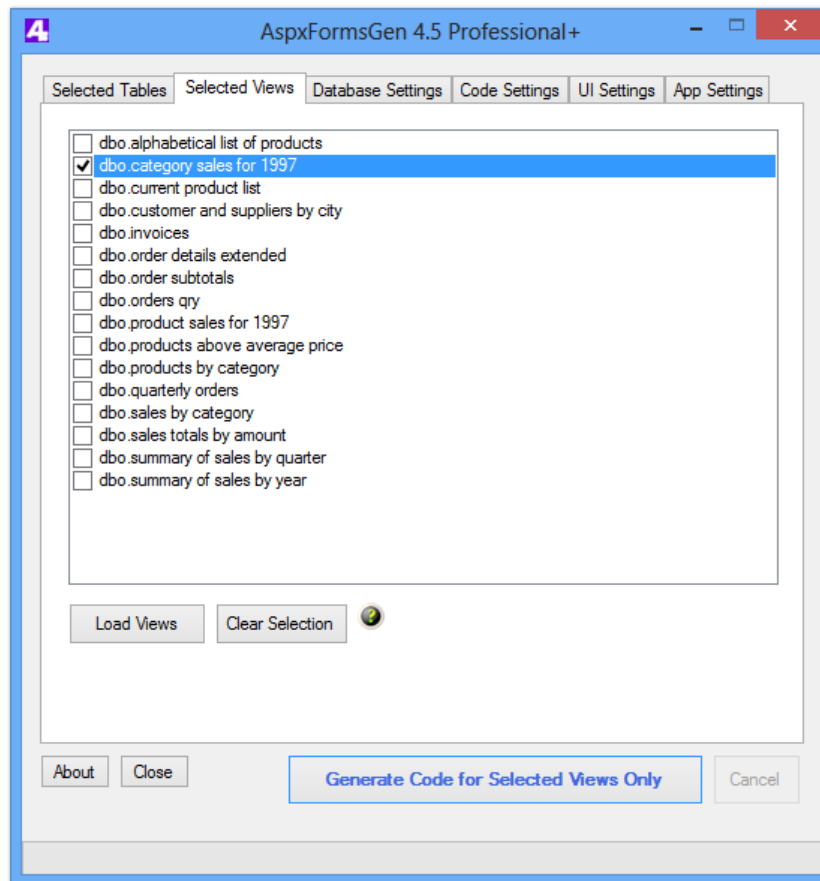 4 AspxFormsGen 4.5 Professional+
Selected Tables Selected Views Database Settings Code Settings UI Settings App Settings
dbo.alphabetical list of products
dbo.category sales for 1997
dbo.current product list
dbo.customer and suppliers by city
dbo.invoices
dbo.order details extended
dbo.order subtotals
dbo.orders qry
dbo.product sales for 1997
dbo.products above average price
dbo.products by category
dbo.quarterly orders
dbo.sales by category
dbo.sales totals by amount
dbo.summary of sales by quarter
dbo.summary of sales by year
Load Views Clear Selection ?
About Close Generate Code for Selected Views Only Cancel